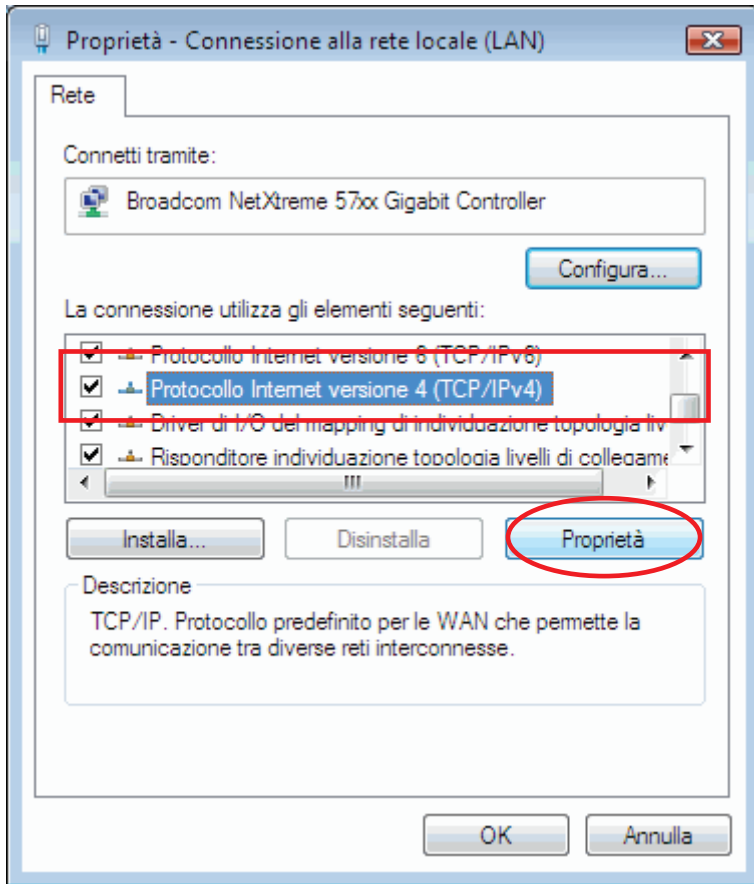 Proprietà - Connessione alla rete locale (LAN)
Rete
Connetti tramite:
Broadcom NetXtreme 57xx Gigabit Controller
Configura...
La connessione utilizza gli elementi seguenti:
Protocollo Internet versione 6 (TCP/IPv6)
Protocollo Internet versione 4 (TCP/IPv4)
Driver di I/O del mapping di individuazione topologia liv
Risponditore individuazione topologia livelli di collegame
Installa...
Disinstalla
Proprietà
Descrizione
TCP/IP. Protocollo predefinito per le WAN che permette la
comunicazione tra diverse reti interconnesse.
OK
Annulla